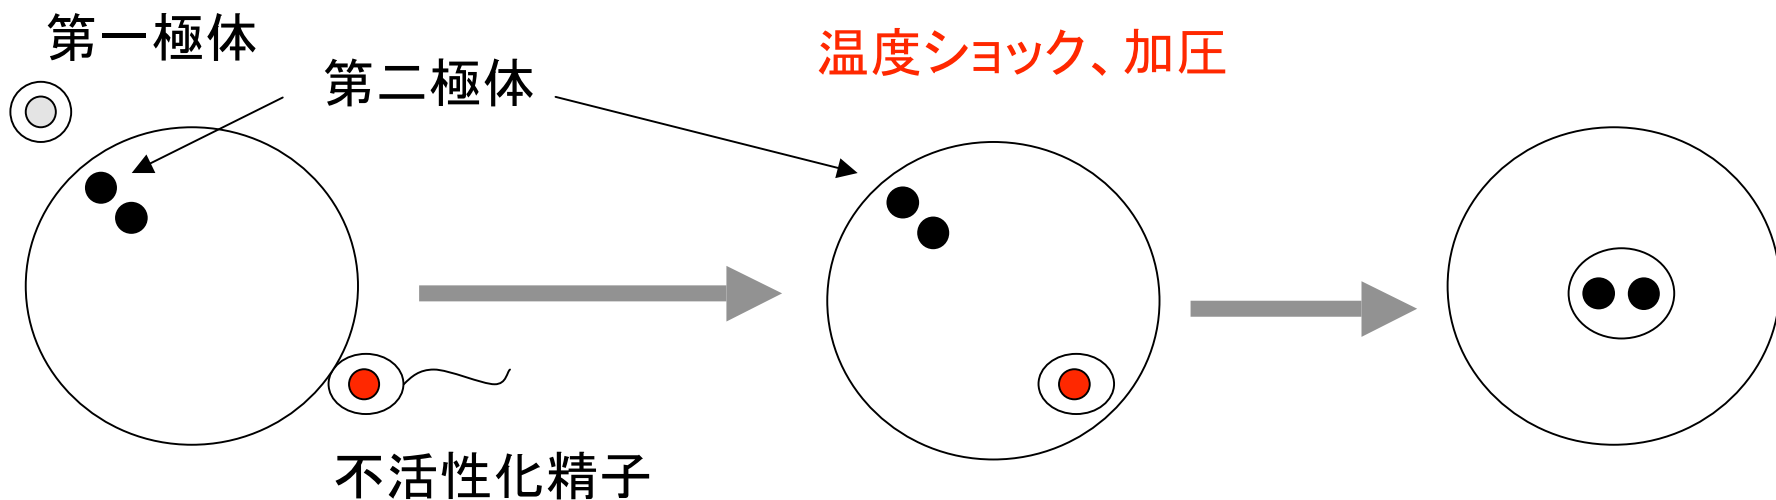 第一極体
第二極体
温度ショック、加圧
不活性化精子